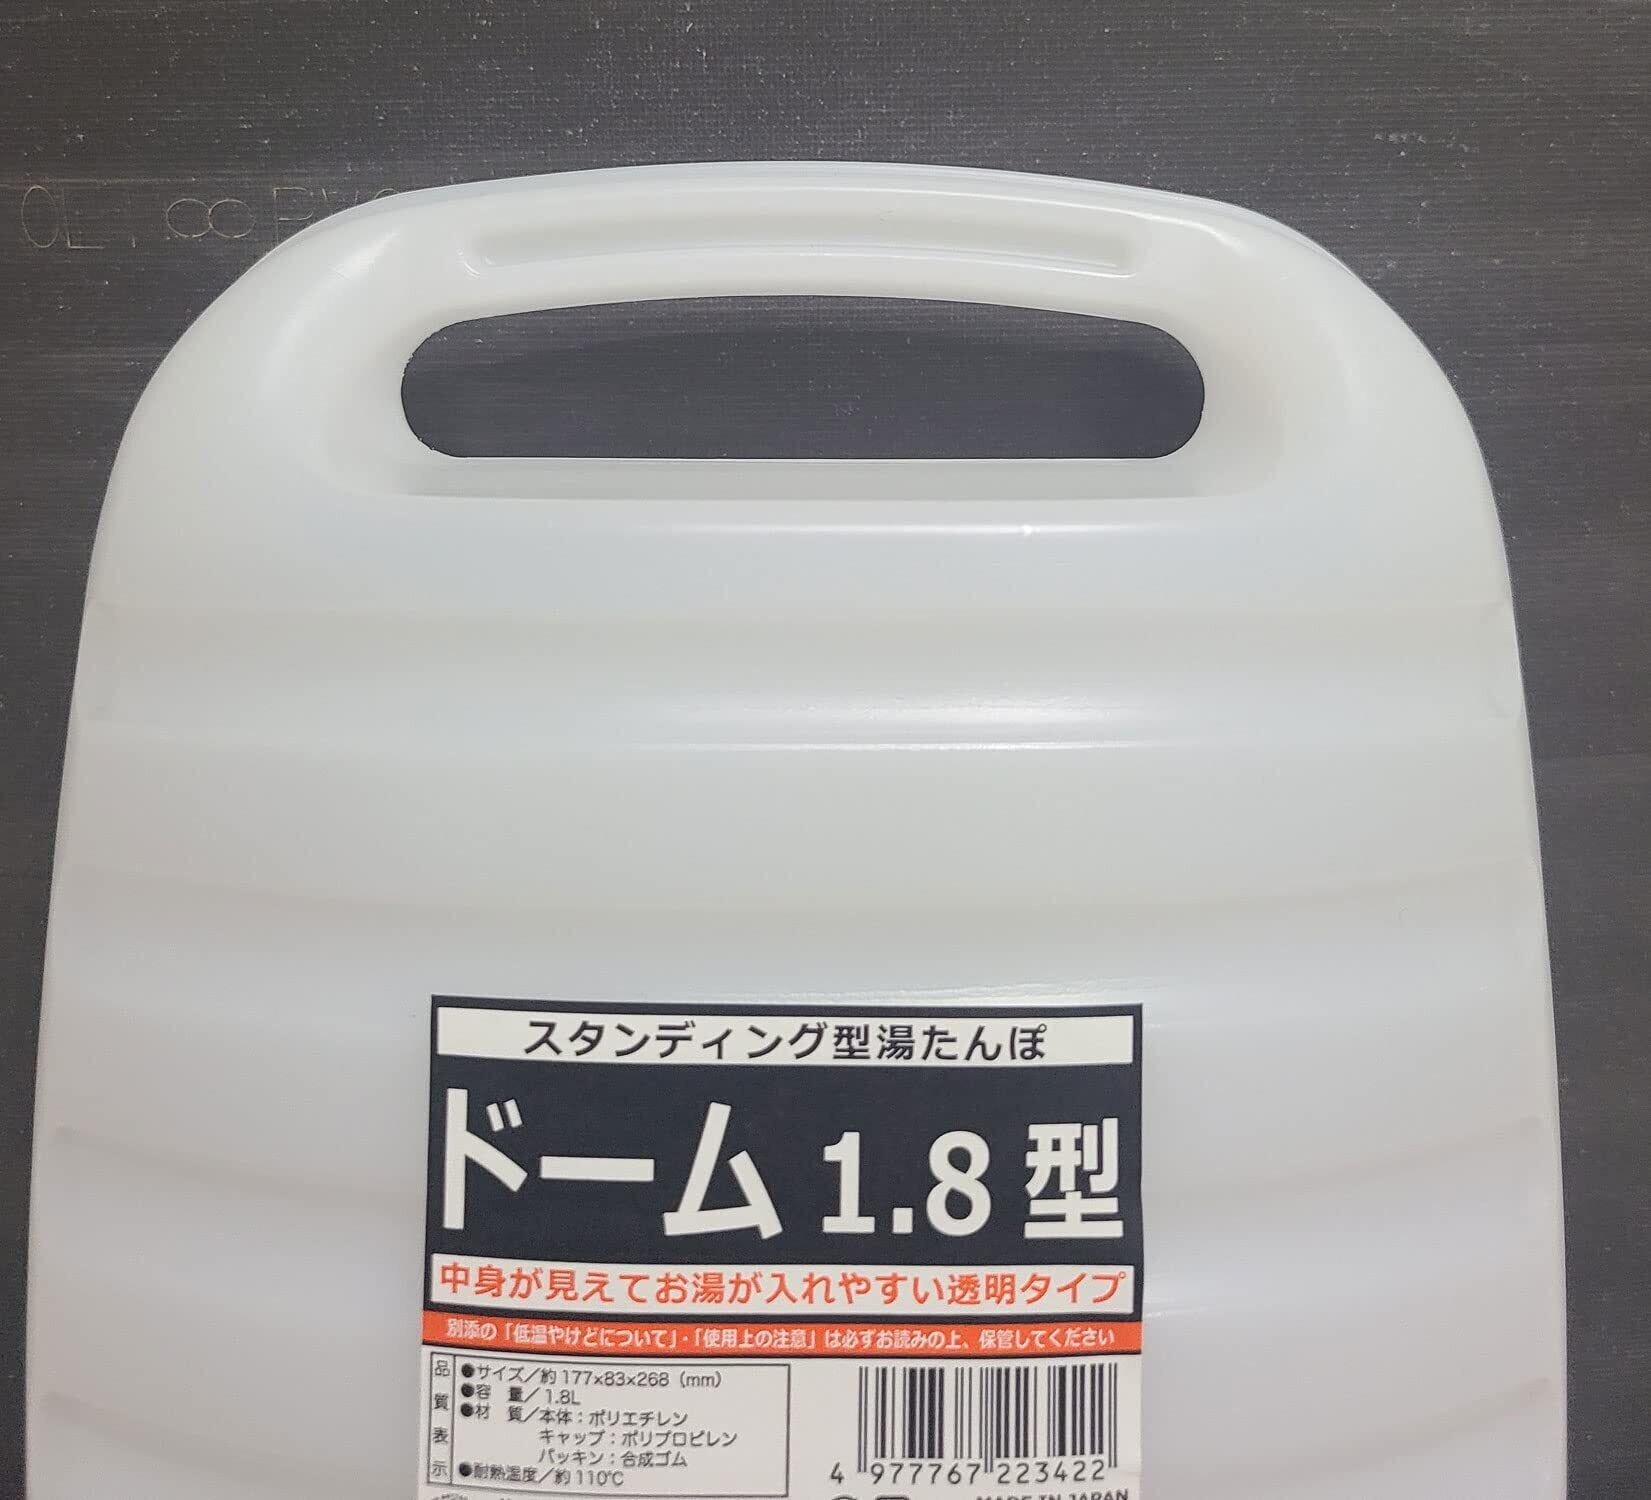 スタンディング型湯たんぽ
ドーム 1.8 型
中身が見えてお湯が入れやすい透明タイプ
別添の「低温やけどについて」・「使用上の注意」は必ずお読みの上、保管してください
品質表示
●サイズ/約177×83×268 (mm)
●容 量/1.8L
●材 質/本体:ポリエチレン
キャップ:ポリプロピレン
パッキン:合成ゴム
●耐熱温度/約110℃
4 977767 223422
MADE IN JAPAN